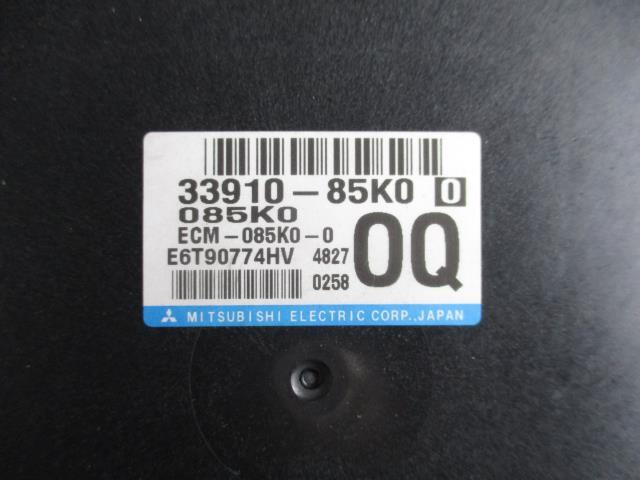 33910-85K0 0
085K0
ECM-085K0-0
E6T90774HV 4827
0Q
0258
MITSUBISHI ELECTRIC CORP.,JAPAN